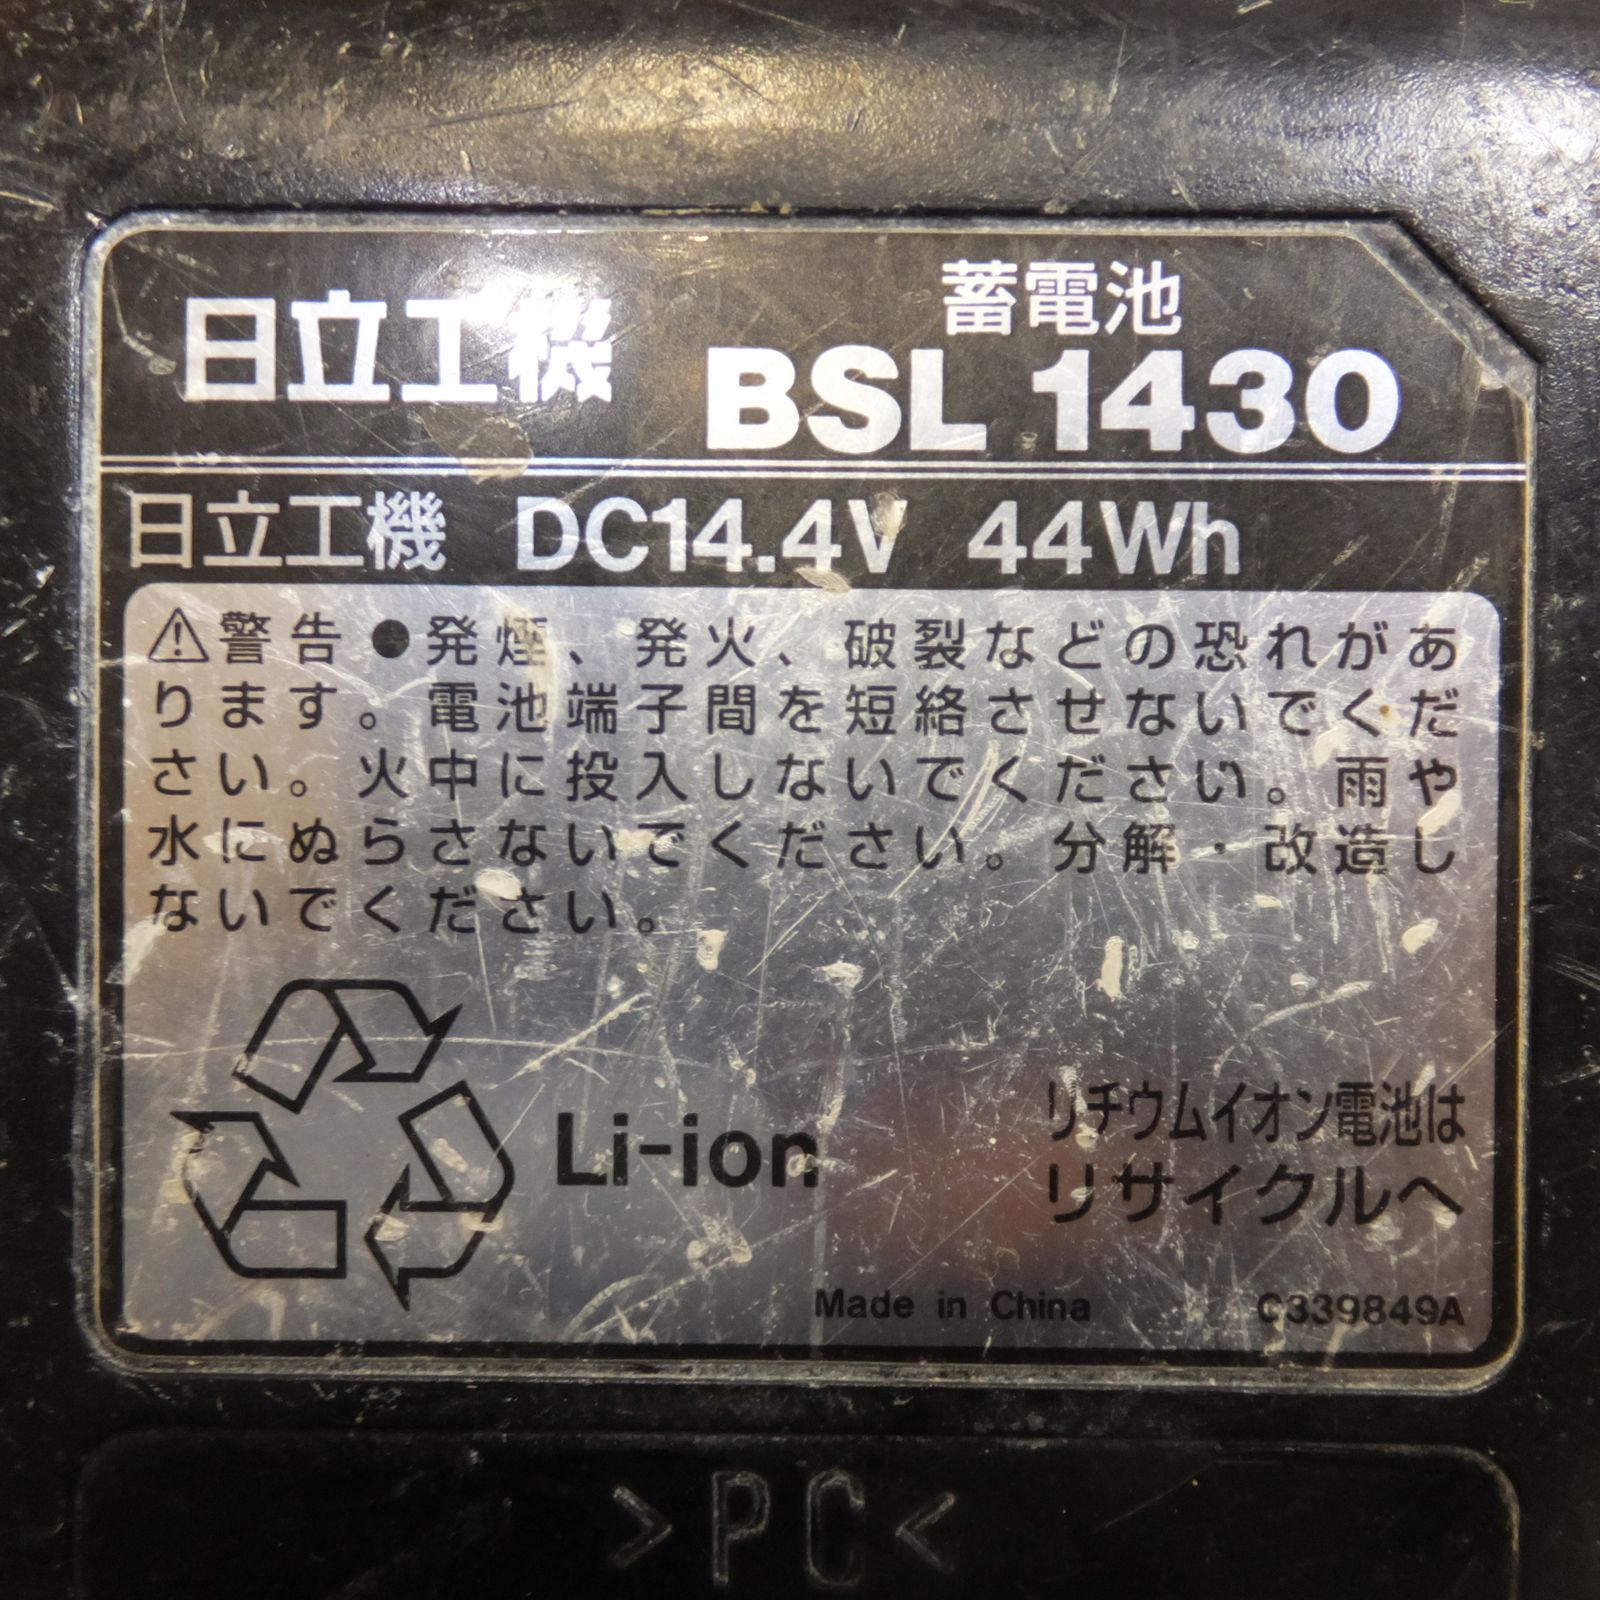 日立工機
蓄電池
BSL 1430
日立工機 DC14.4V 44Wh
⚠警告●発煙、発火、破裂などの恐れがあ
ります。電池端子間を短絡させないでくだ
さい。火中に投入しないでください。雨や
水にぬらさないでください。分解・改造し
ないでください。
Li-ion
リチウムイオン電池は
リサイクルへ
Made in China C339849A
>PC<